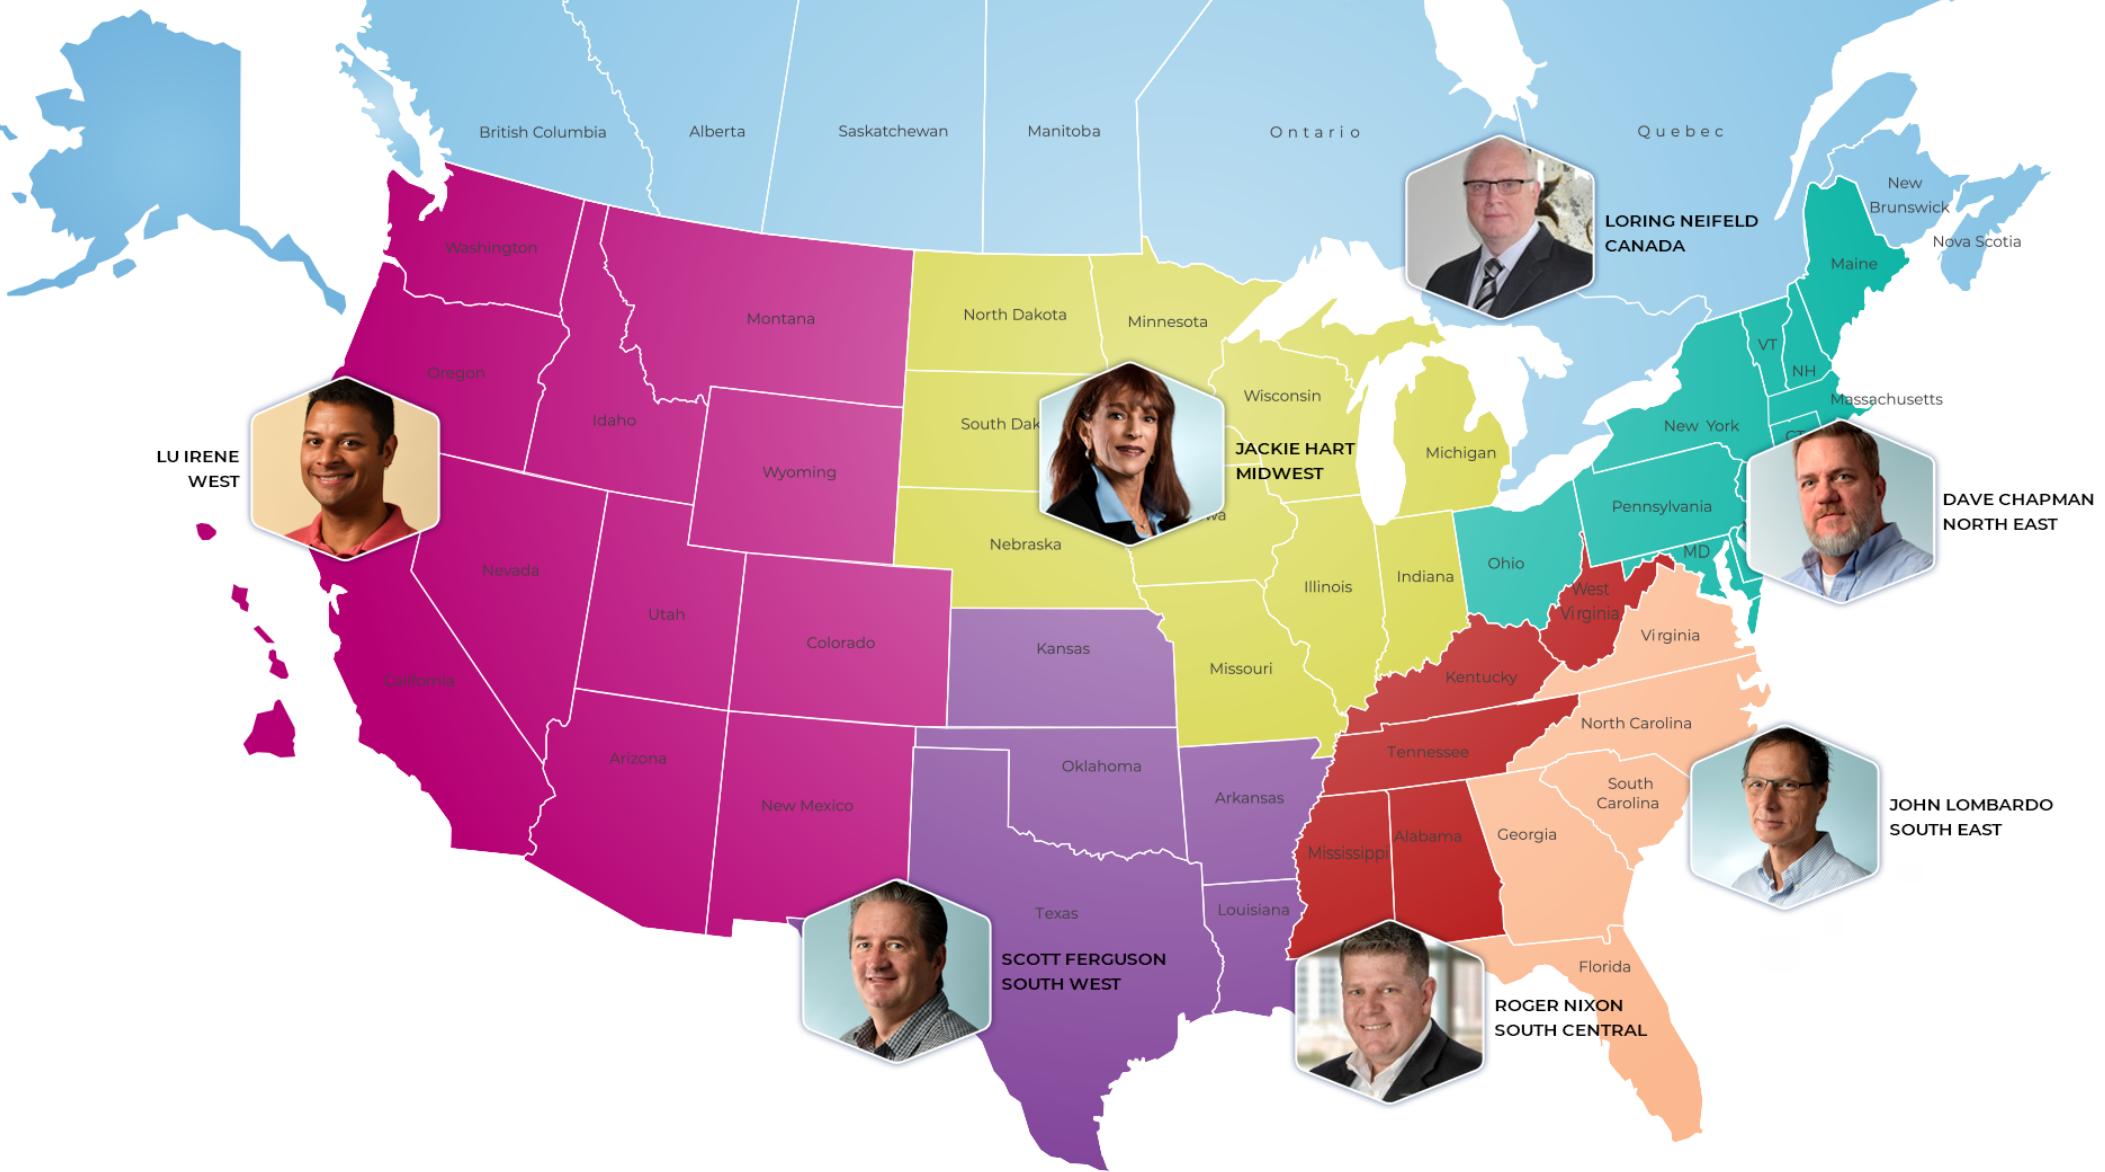 British Columbia
Alberta
Saskatchewan
Manitoba
Ontario
Quebec
New
Brunswick
Nova Scotia
LORING NEIFELD
CANADA
Washington
Montana
North Dakota
Minnesota
Maine
VT
NH
Massachusetts
Oregon
Idaho
Wyoming
South Dak
Wisconsin
Michigan
New York
CT
LU IRENE
WEST
JACKIE HART
MIDWEST
DAVE CHAPMAN
NORTH EAST
Pennsylvania
MD
Nevada
Utah
Colorado
Nebraska
wa
Illinois
Indiana
Ohio
West
Virginia
Virginia
California
Kansas
Missouri
Kentucky
Arizona
New Mexico
Oklahoma
Arkansas
Tennessee
North Carolina
South
Carolina
JOHN LOMBARDO
SOUTH EAST
Mississippi
Alabama
Georgia
Texas
Louisiana
Florida
SCOTT FERGUSON
SOUTH WEST
ROGER NIXON
SOUTH CENTRAL